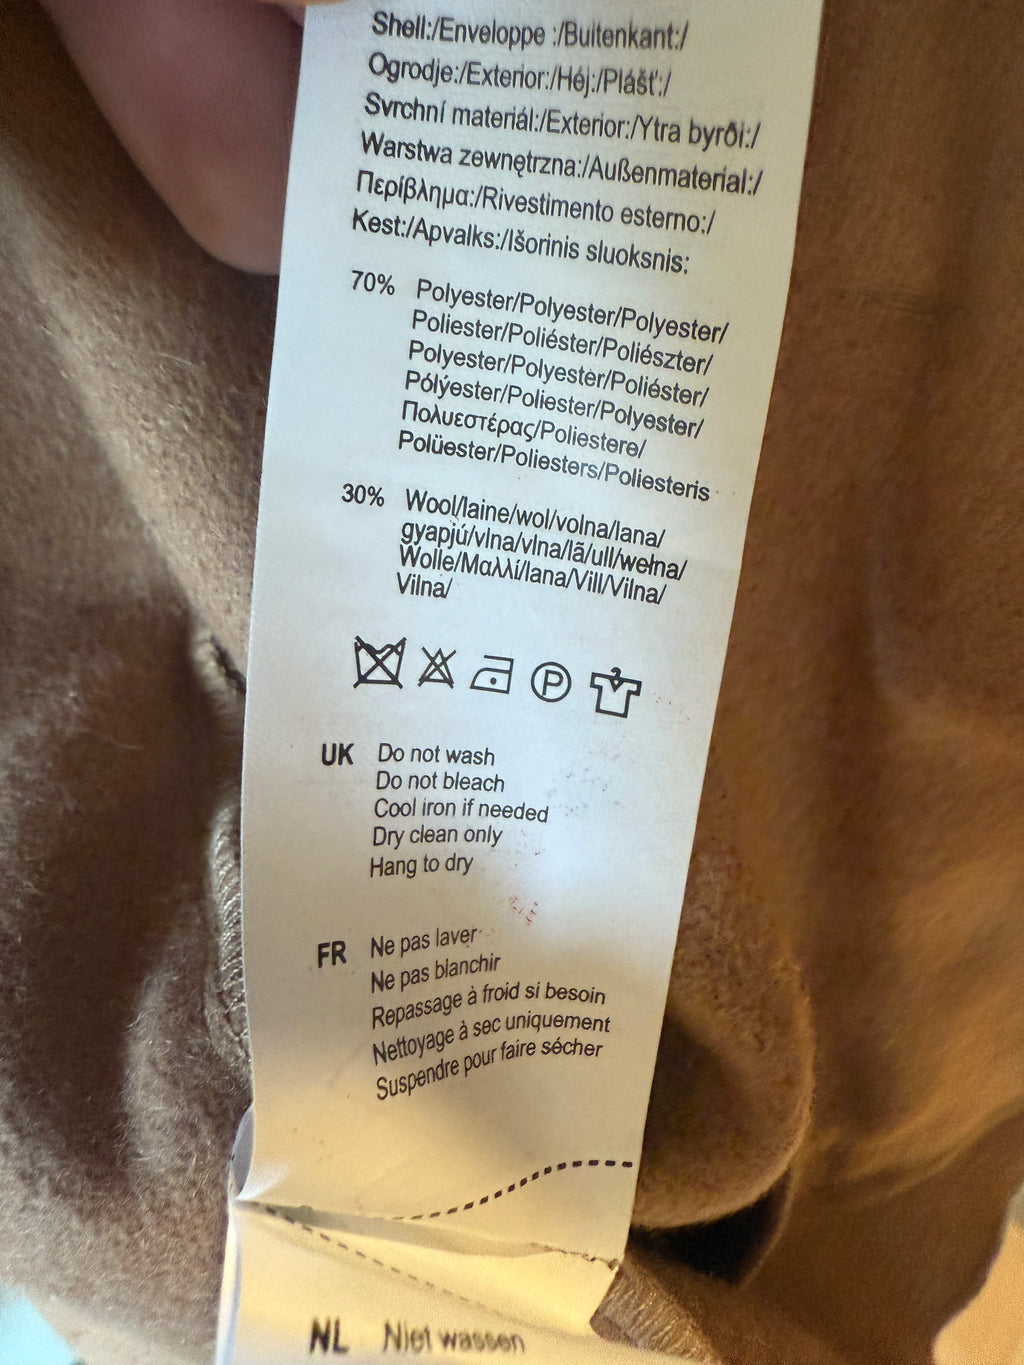 Shell:/Enveloppe :/Buitenkant:/
Ogrodje:/Exterior:/Héj:/Plášť:/
Svrchní materiál:/Exterior:/Ytra byrði:/
Warstwa zewnętrzna:/Außenmaterial:/
Περίβλημα:/Rivestimento esterno:/
Kest:/Apvalks:/Išorinis sluoksnis:
70% Polyester/Polyester/Polyester/
Poliester/Poliéster/Poliészter/
Polyester/Polyester/Poliéster/
Pólýester/Poliester/Polyester/
Πολυεστέρας/Poliestere/
Polüester/Poliesters/Poliesteris
30% Wool/laine/wol/volna/lana/
gyapjú/vlna/vlna/lã/ull/wełna/
Wolle/Μαλλί/lana/Vill/Vilna/
Vilna/
P
UK Do not wash
Do not bleach
Cool iron if needed
Dry clean only
Hang to dry
FR Ne pas laver
Ne pas blanchir
Repassage à froid si besoin
Nettoyage à sec uniquement
Suspendre pour faire sécher
NL Niet wassen